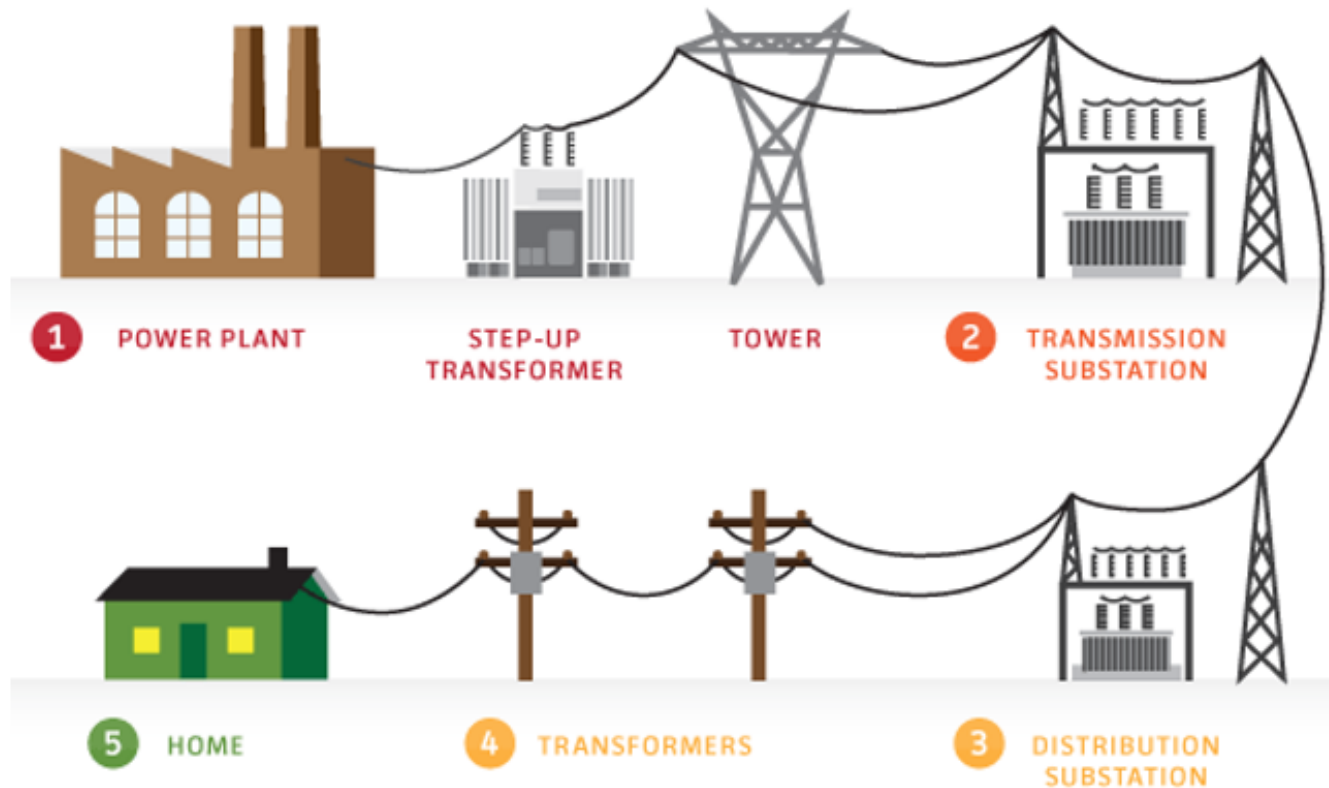 1 POWER PLANT
STEP-UP
TRANSFORMER
TOWER
2 TRANSMISSION
SUBSTATION
5 HOME
4 TRANSFORMERS
3 DISTRIBUTION
SUBSTATION